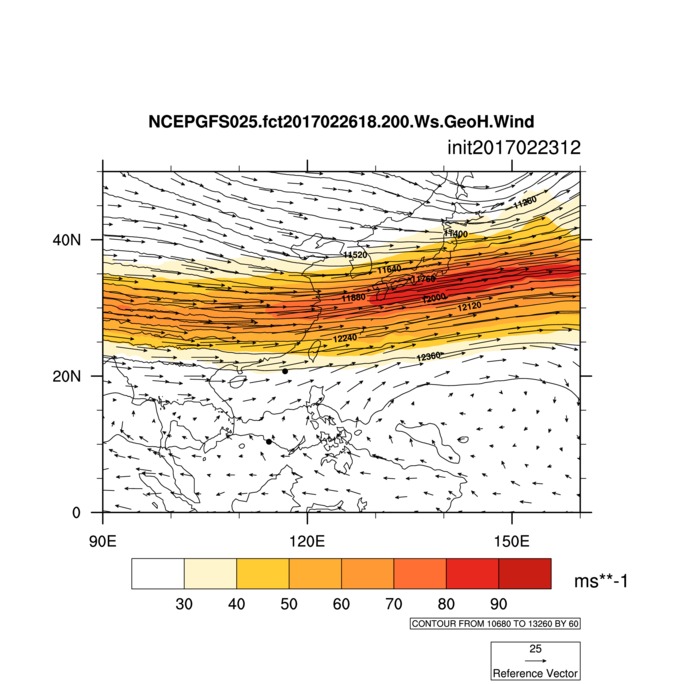 NCEPGFS025.fct2017022618.200.Ws.GeoH.Wind
init2017022312
11280
40N
11400
11520
11640
11760
11880
12000
12120
12240
12360
20N
0
90E 120E 150E
ms**-1
30 40 50 60 70 80 90
CONTOUR FROM 10680 TO 13260 BY 60
25
Reference Vector